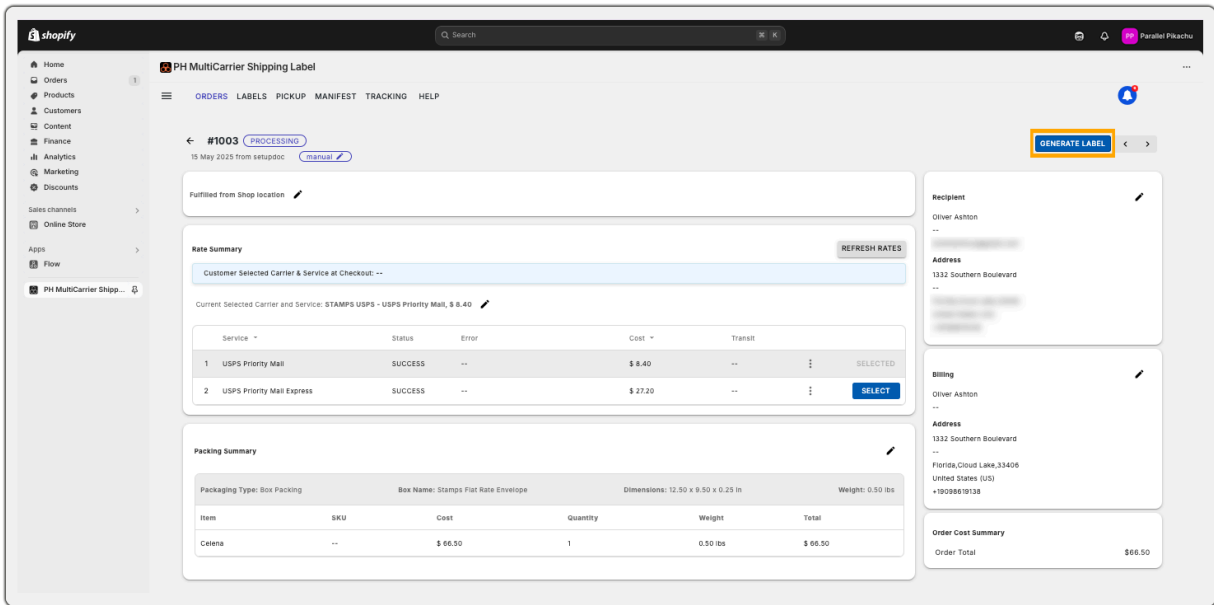 shopify
Search
⌘ K
PP Parallel Pikachu
Home
Orders 1
Products
Customers
Content
Finance
Analytics
Marketing
Discounts
Sales channels
Online Store
Apps
Flow
PH MultiCarrier Shipp...
PH MultiCarrier Shipping Label
ORDERS LABELS PICKUP MANIFEST TRACKING HELP
#1003 PROCESSING
15 May 2025 from setupdoc manual
GENERATE LABEL
Fulfilled from Shop location
Rate Summary
REFRESH RATES
Customer Selected Carrier & Service at Checkout: --
Current Selected Carrier and Service: STAMPS USPS - USPS Priority Mail, $ 8.40
Service Status Error Cost Transit
1 USPS Priority Mail SUCCESS -- $ 8.40 -- SELECTED
2 USPS Priority Mail Express SUCCESS -- $ 27.20 -- SELECT
Packing Summary
Packaging Type: Box Packing Box Name: Stamps Flat Rate Envelope Dimensions: 12.50 x 9.50 x 0.25 in Weight: 0.50 lbs
Item SKU Cost Quantity Weight Total
Celena -- $ 66.50 1 0.50 lbs $ 66.50
Recipient
Oliver Ashton
--
Address
1332 Southern Boulevard
--
Billing
Oliver Ashton
--
Address
1332 Southern Boulevard
--
Florida,Cloud Lake,33406
United States (US)
+19098619138
Order Cost Summary
Order Total $66.50